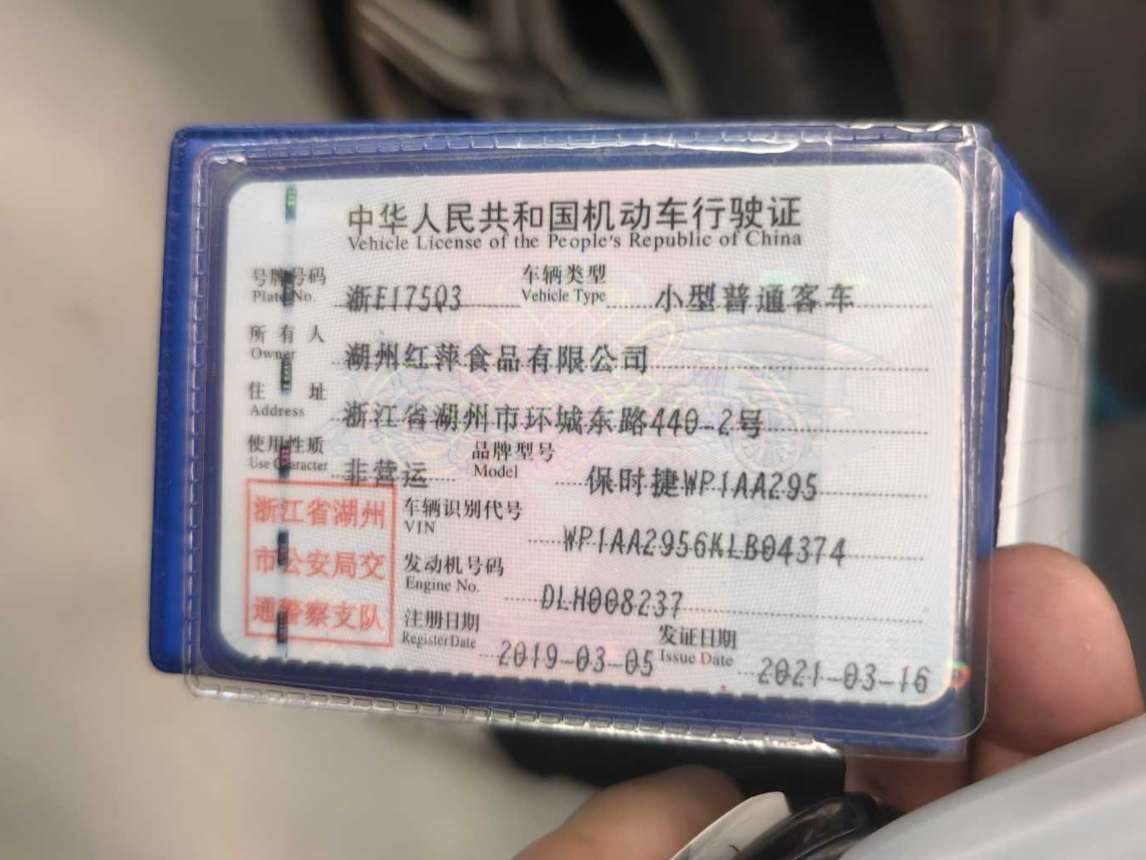 中华人民共和国机动车行驶证
Vehicle License of the People's Republic of China
号牌号码 浙E175Q3 车辆类型 小型普通客车
Plate No. Vehicle Type
所有人 湖州红萍食品有限公司
Owner
住址 浙江省湖州市环城东路440-2号
Address
使用性质 非营运 品牌型号 保时捷WP1AA295
Use Character Model
浙江省湖州
市公安局交
通警察支队
车辆识别代号 WP1AA2956KLB04374
VIN
发动机号码 DLH008237
Engine No.
注册日期 2019-03-05 发证日期 2021-03-16
Register Date Issue Date